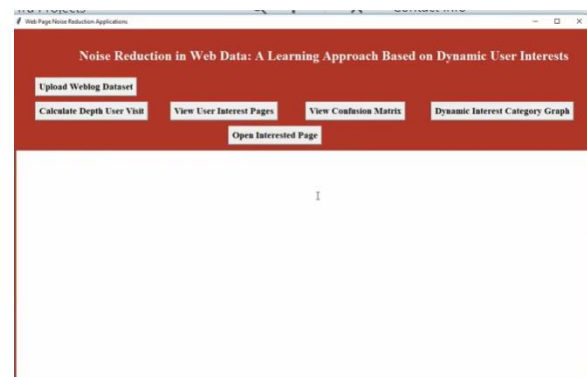 Web Page Noise Reduction Applications
Noise Reduction in Web Data: A Learning Approach Based on Dynamic User Interests
Upload Weblog Dataset
Calculate Depth User Visit View User Interest Pages View Confusion Matrix Dynamic Interest Category Graph
Open Interested Page